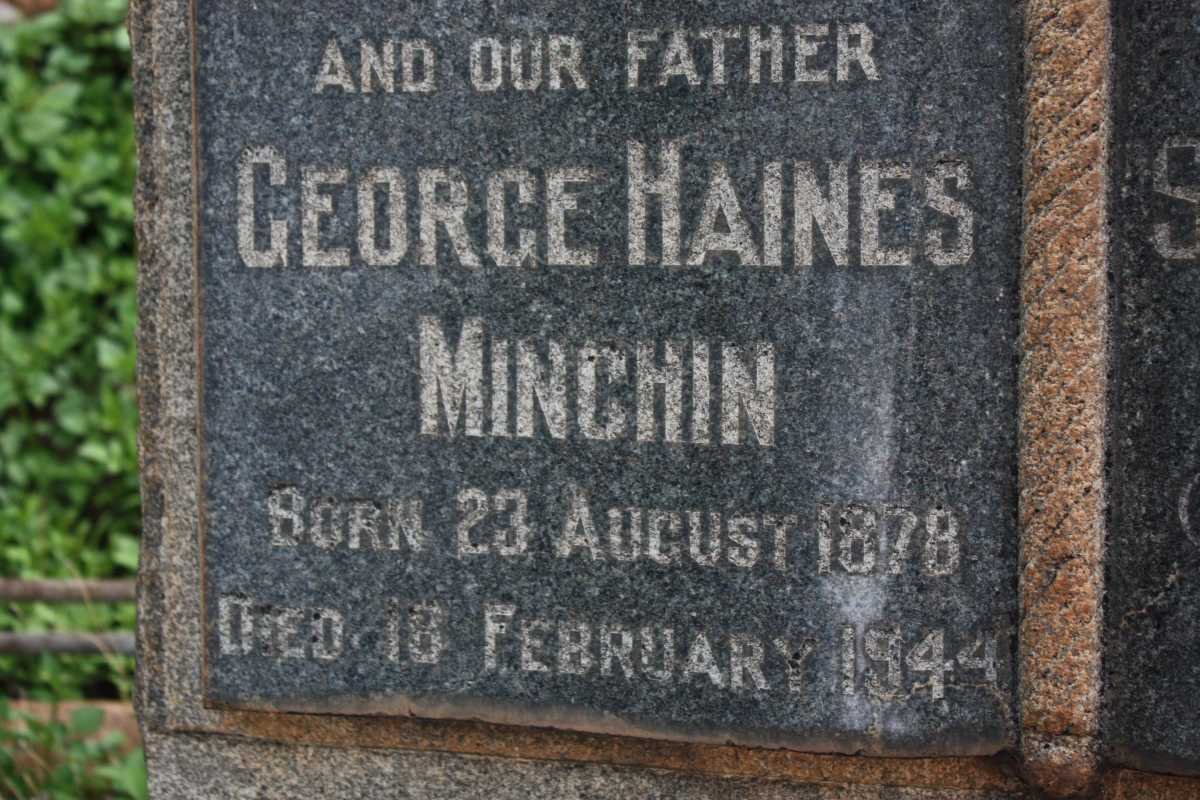 AND OUR FATHER
GEORGE HAINES
MINCHIN
BORN 23 AUGUST 1878
DIED 18 FEBRUARY 1944